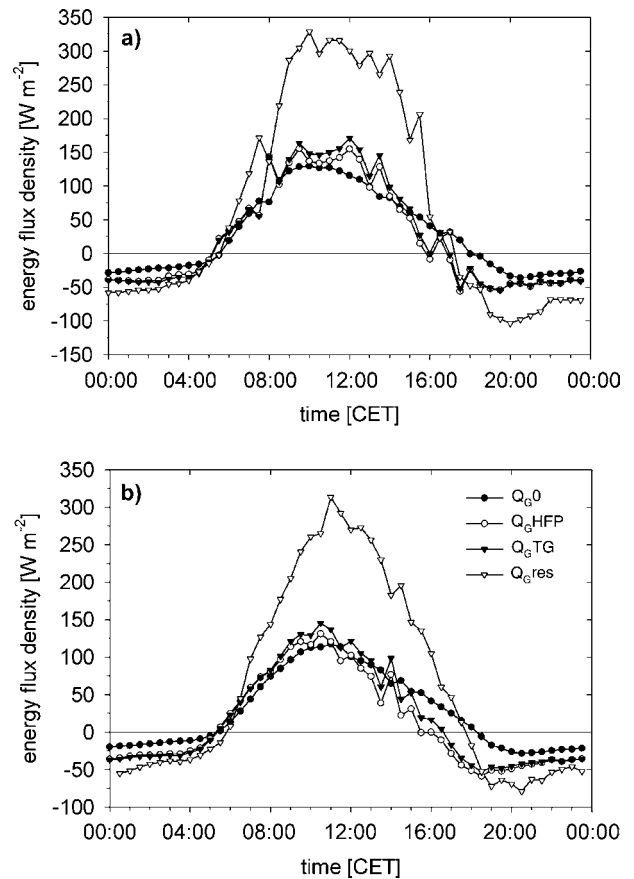 a)
energy flux density [W m⁻²]
350
300
250
200
150
100
50
0
-50
-100
-150
00:00 04:00 08:00 12:00 16:00 20:00 00:00
time [CET]
b)
energy flux density [W m⁻²]
350
300
250
200
150
100
50
0
-50
-100
Q_G0
Q_GHFP
Q_GTG
Q_Gres
00:00 04:00 08:00 12:00 16:00 20:00 00:00
time [CET]